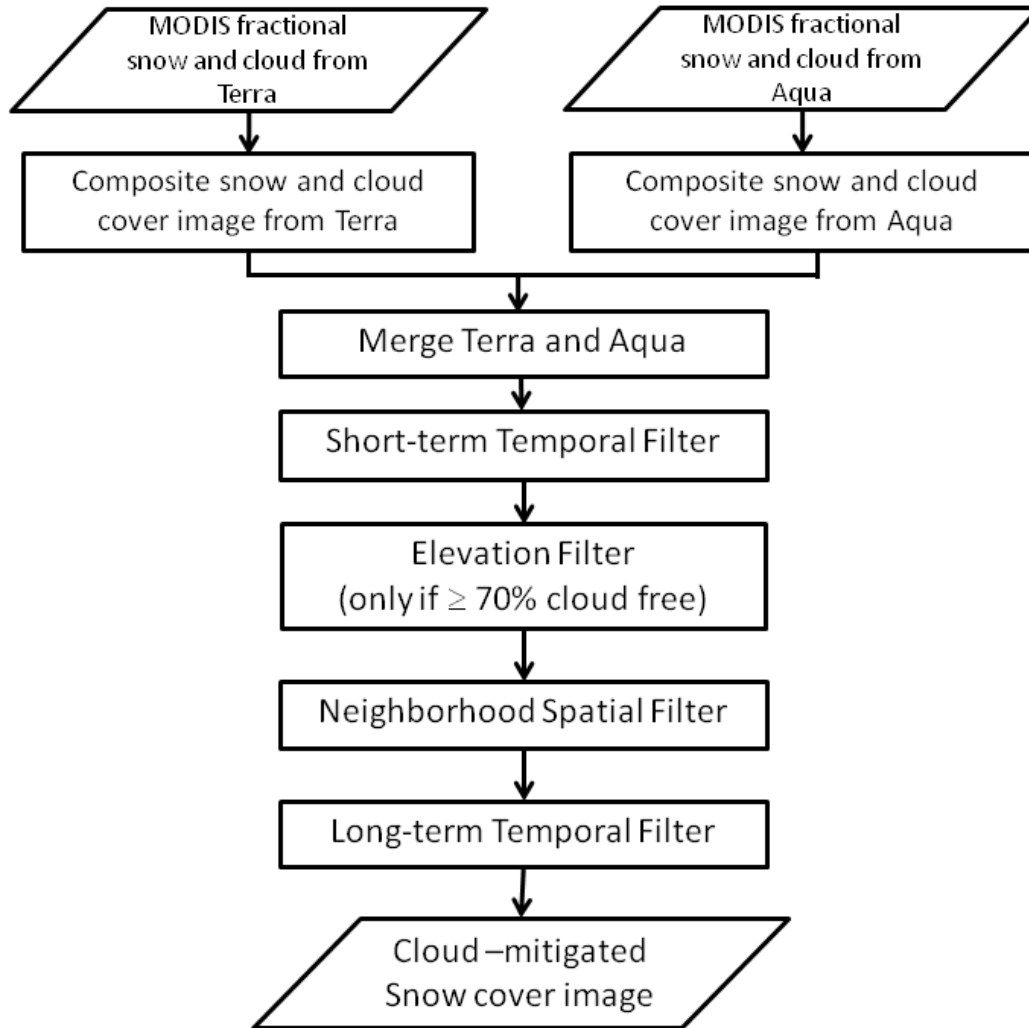 MODIS fractional
snow and cloud from
Terra
MODIS fractional
snow and cloud from
Aqua
Composite snow and cloud
cover image from Terra
Composite snow and cloud
cover image from Aqua
Merge Terra and Aqua
Short-term Temporal Filter
Elevation Filter
(only if ≥ 70% cloud free)
Neighborhood Spatial Filter
Long-term Temporal Filter
Cloud –mitigated
Snow cover image